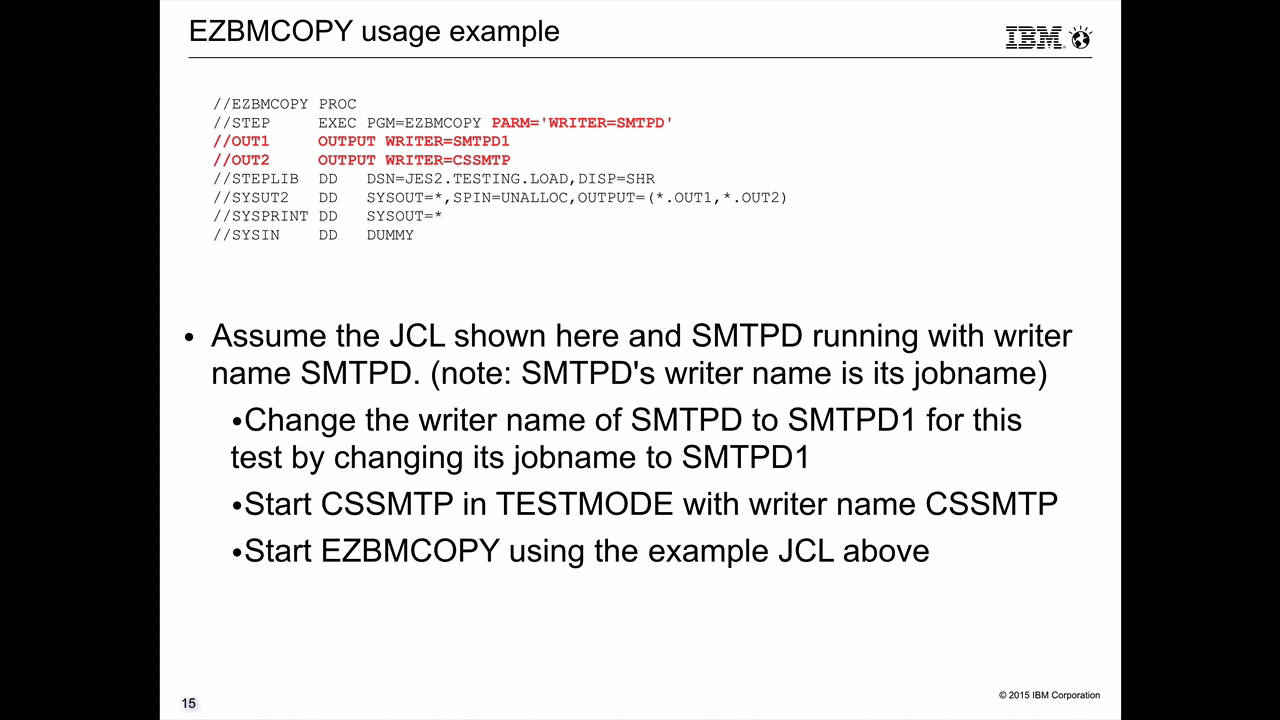 EZBMCOPY usage example
IBM
//EZBMCOPY PROC
//STEP     EXEC PGM=EZBMCOPY PARM='WRITER=SMTPD'
//OUT1     OUTPUT WRITER=SMTPD1
//OUT2     OUTPUT WRITER=CSSMTP
//STEPLIB  DD   DSN=JES2.TESTING.LOAD,DISP=SHR
//SYSUT2   DD   SYSOUT=*,SPIN=UNALLOC,OUTPUT=(*.OUT1,*.OUT2)
//SYSPRINT DD   SYSOUT=*
//SYSIN    DD   DUMMY
• Assume the JCL shown here and SMTPD running with writer
name SMTPD. (note: SMTPD's writer name is its jobname)
•Change the writer name of SMTPD to SMTPD1 for this
test by changing its jobname to SMTPD1
•Start CSSMTP in TESTMODE with writer name CSSMTP
•Start EZBMCOPY using the example JCL above
15
© 2015 IBM Corporation